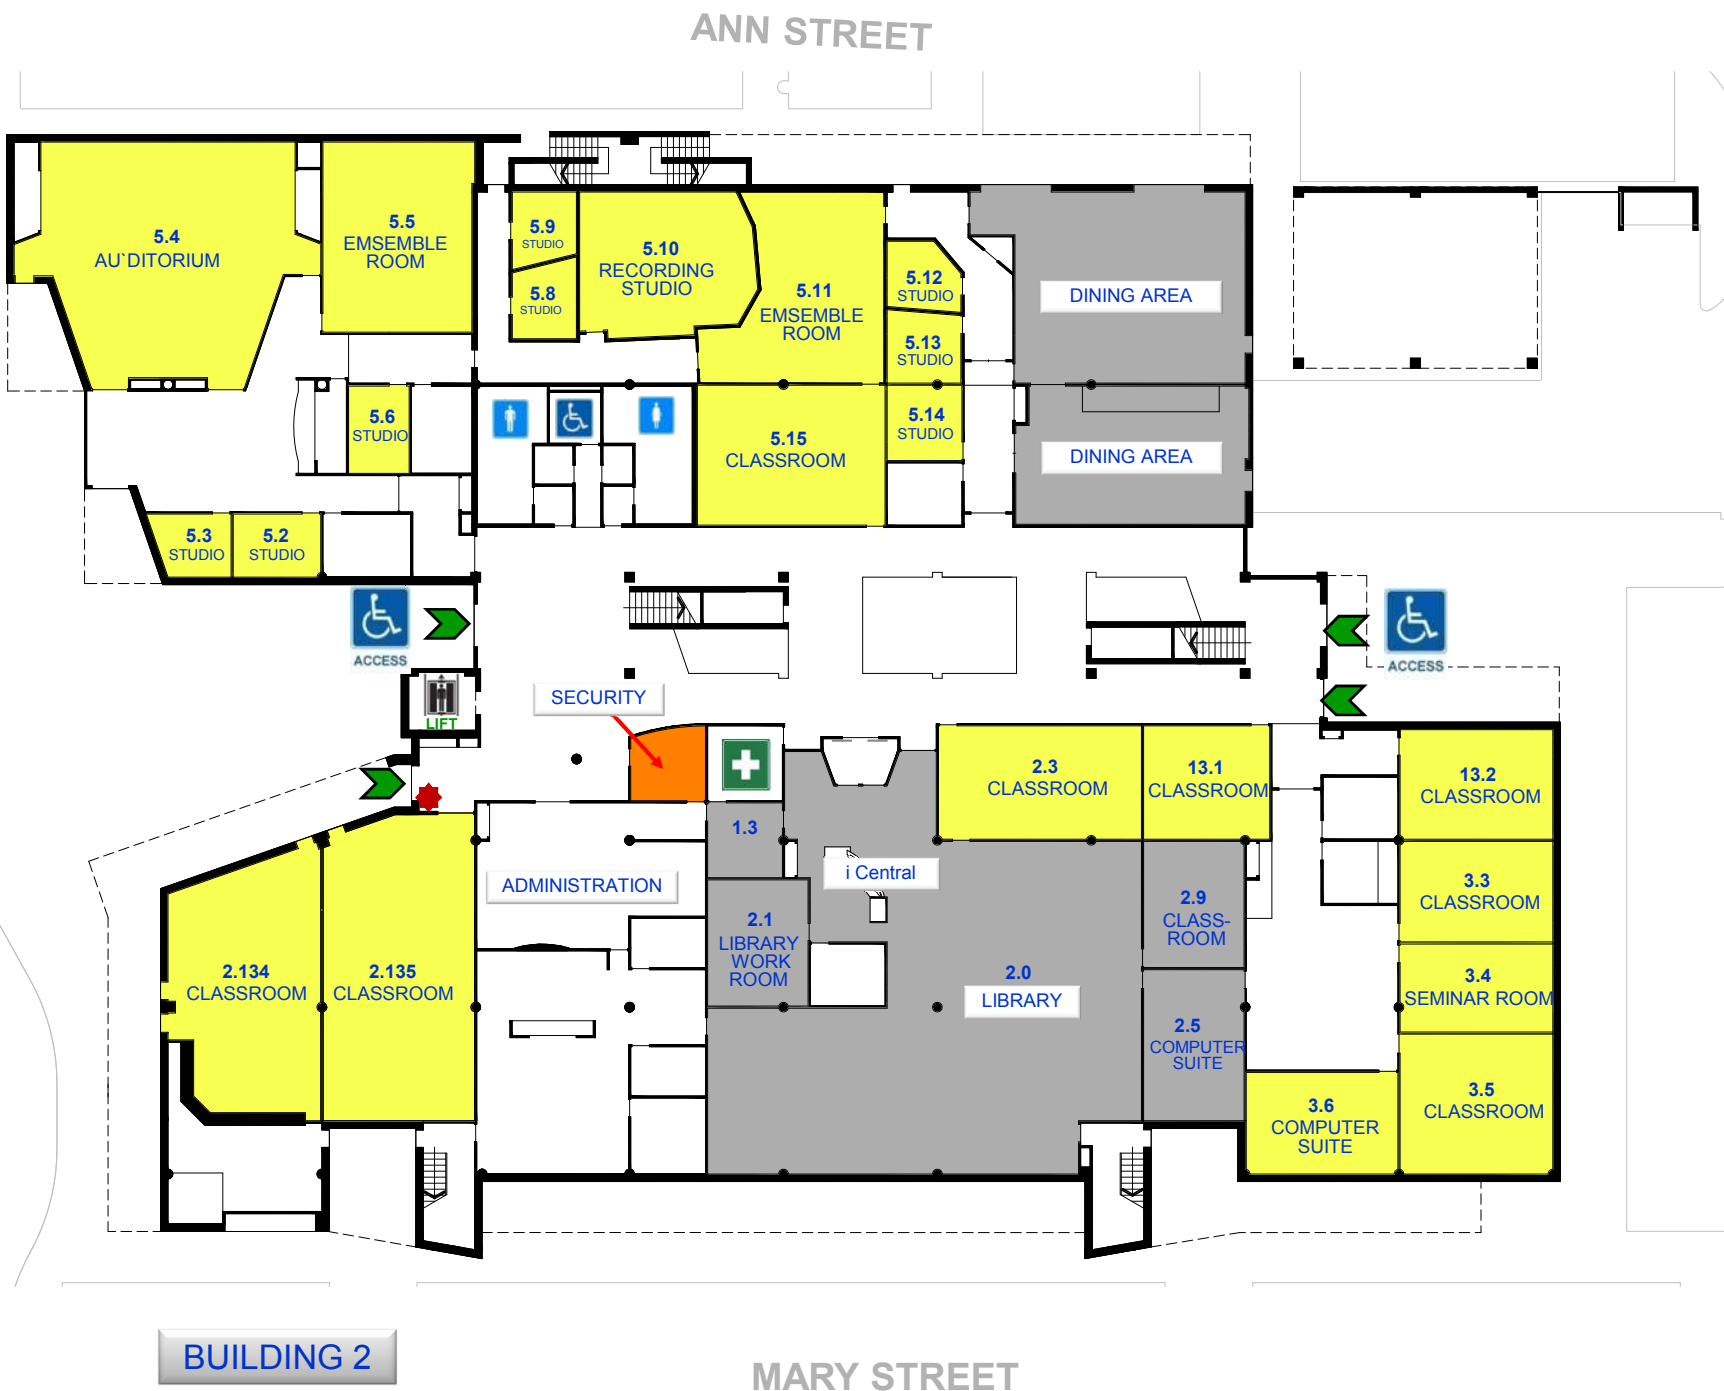 ANN STREET
5.4
AU`DITORIUM
5.5
EMSEMBLE
ROOM
5.9
STUDIO
5.8
STUDIO
5.10
RECORDING
STUDIO
5.11
EMSEMBLE
ROOM
5.12
STUDIO
5.13
STUDIO
DINING AREA
5.6
STUDIO
5.15
CLASSROOM
5.14
STUDIO
DINING AREA
5.3
STUDIO
5.2
STUDIO
ACCESS
ACCESS
LIFT
SECURITY
2.3
CLASSROOM
13.1
CLASSROOM
13.2
CLASSROOM
1.3
i Central
ADMINISTRATION
2.1
LIBRARY
WORK
ROOM
2.9
CLASS-
ROOM
3.3
CLASSROOM
2.134
CLASSROOM
2.135
CLASSROOM
2.0
LIBRARY
3.4
SEMINAR ROOM
2.5
COMPUTER
SUITE
3.6
COMPUTER
SUITE
3.5
CLASSROOM
BUILDING 2
MARY STREET